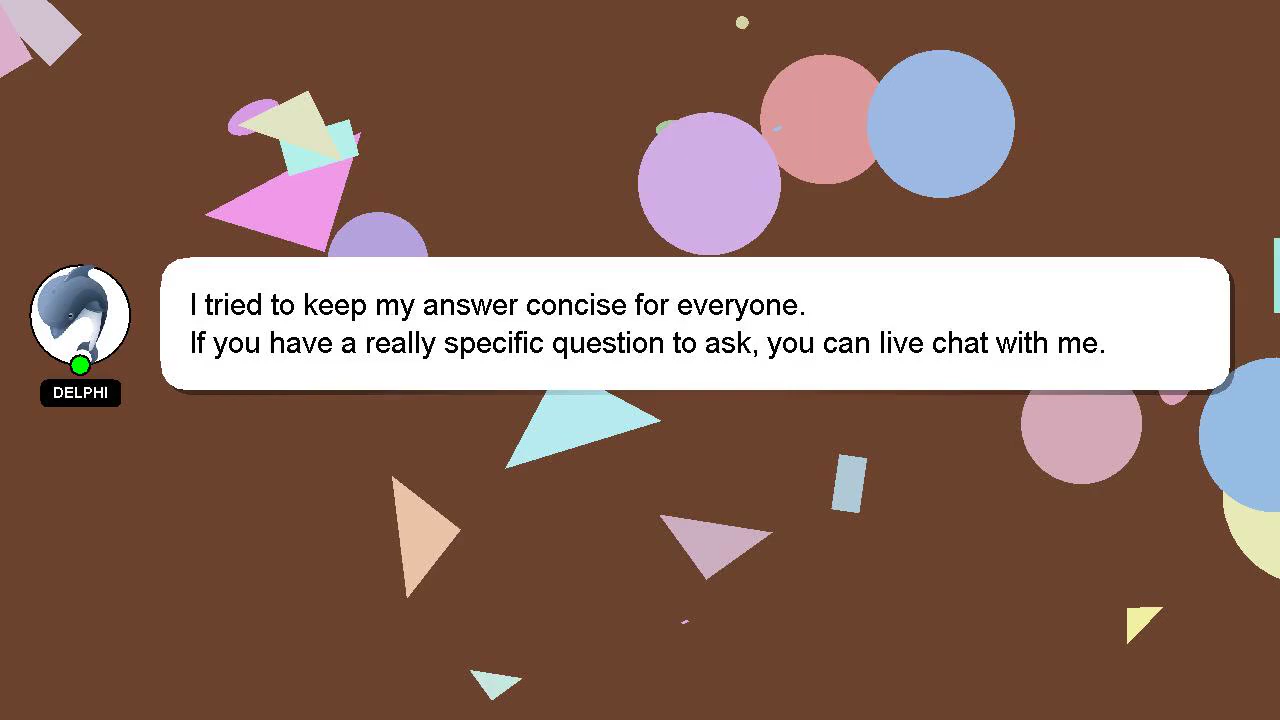 I tried to keep my answer concise for everyone.
If you have a really specific question to ask, you can live chat with me.
DELPHI